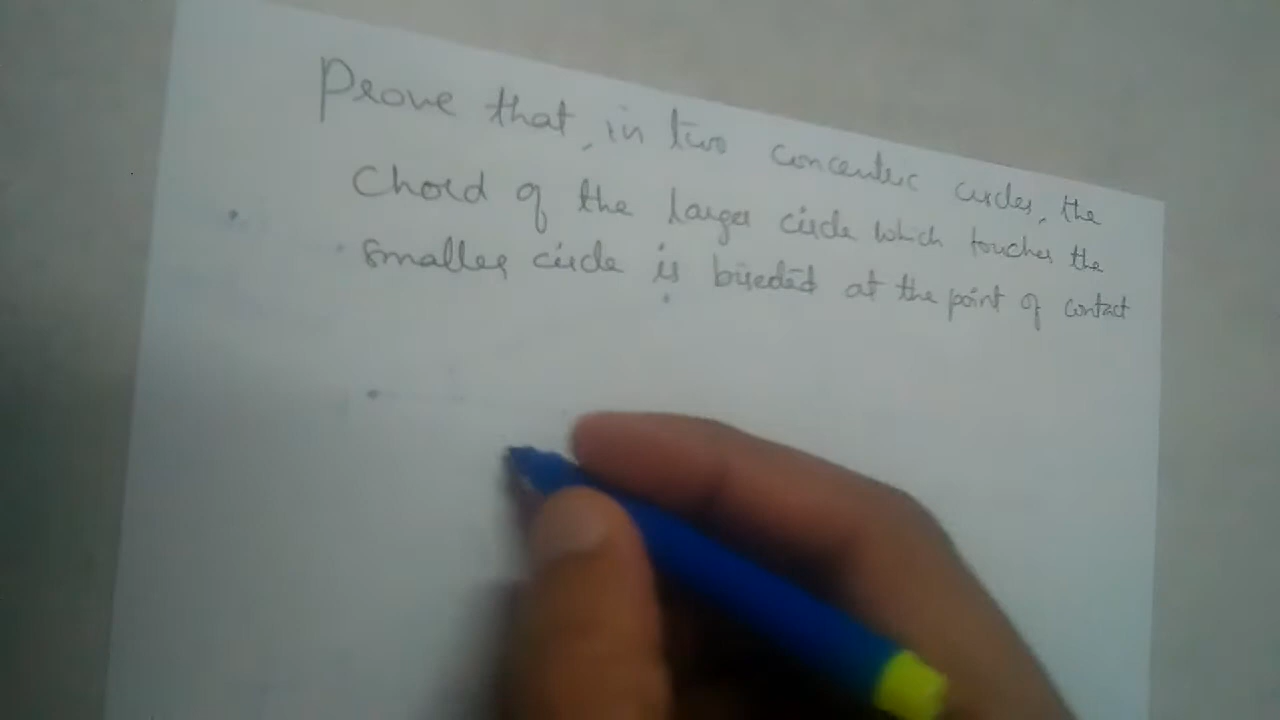 Prove that, in two concentric circles, the
Chord of the larger circle which touches the
smaller circle is bisected at the point of contact